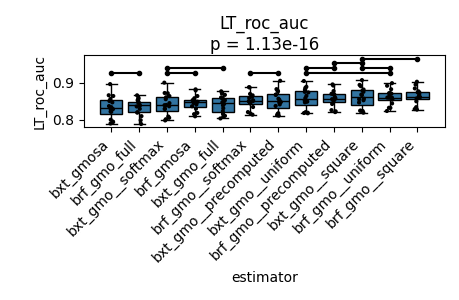 LT_roc_auc
p = 1.13e-16
LT_roc_auc
0.9
0.8
bxt_gmosa
brf_gmo_full
bxt_gmo__softmax
brf_gmosa
bxt_gmo_full
brf_gmo__softmax
bxt_gmo__precomputed
bxt_gmo__uniform
brf_gmo__precomputed
bxt_gmo__square
brf_gmo__uniform
brf_gmo__square
estimator